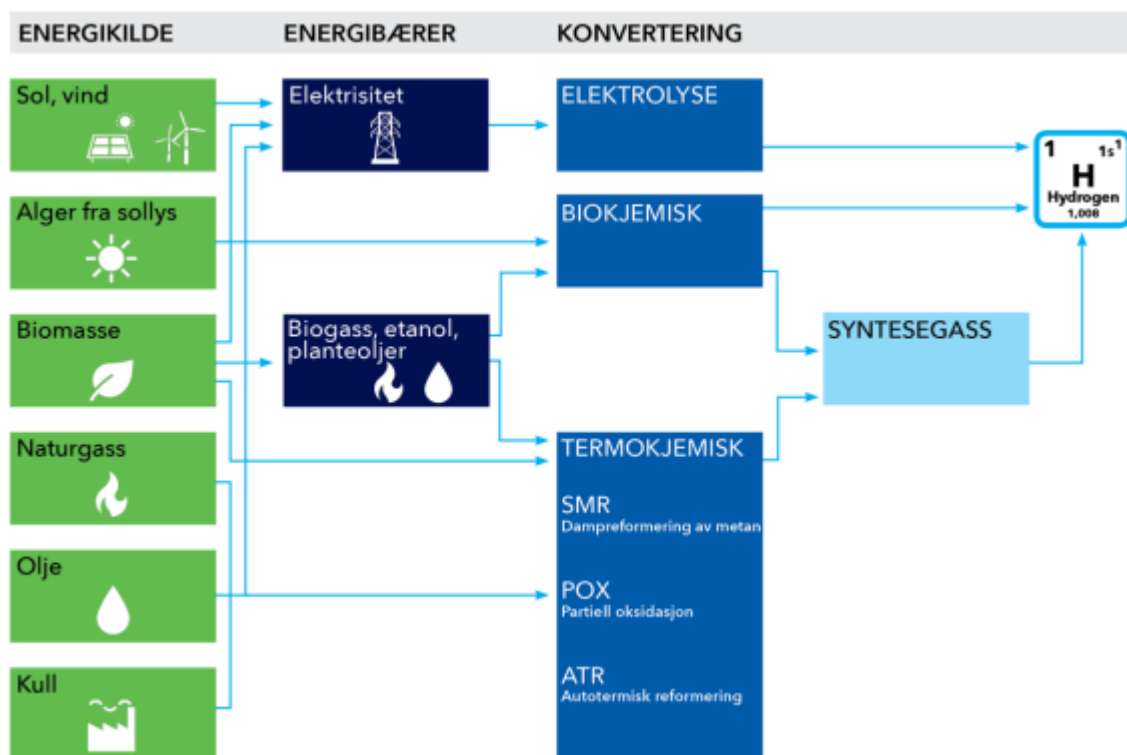 ENERGIKILDE
ENERGIBÆRER
KONVERTERING
Sol, vind
Elektrisitet
ELEKTROLYSE
1
1s1
H
Hydrogen
1,008
Alger fra sollys
BIOKJEMISK
Biomasse
Biogass, etanol,
planteoljer
SYNTESEGASS
Naturgass
TERMOKJEMISK
SMR
Dampreformering av metan
Olje
POX
Partiell oksidasjon
Kull
ATR
Autotermisk reformering